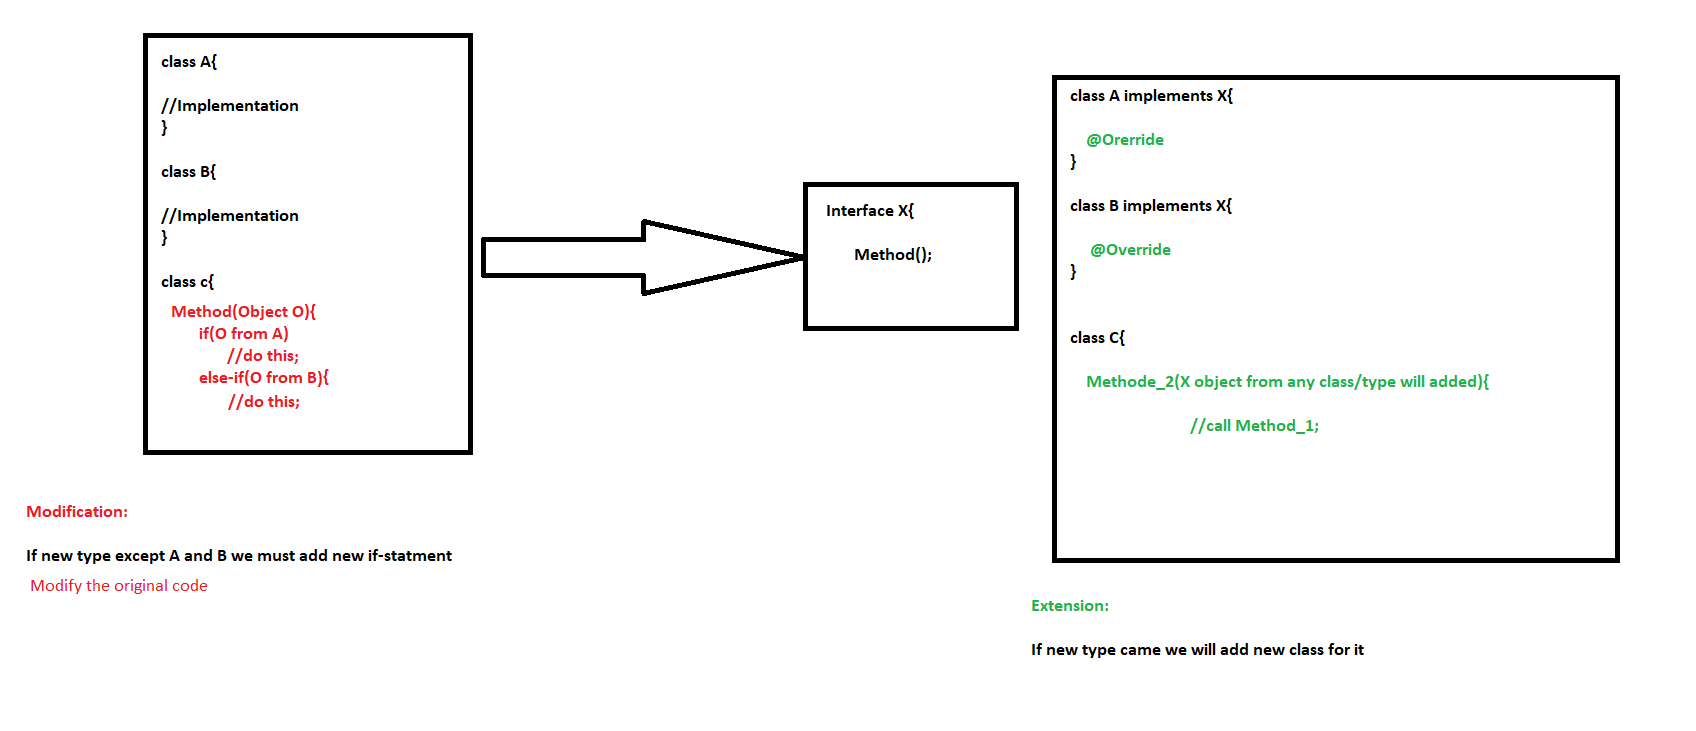 class A{
//Implementation
}
class B{
//Implementation
}
class c{
Method(Object O){
if(O from A)
//do this;
else-if(O from B){
//do this;
Modification:
If new type except A and B we must add new if-statment
Modify the original code
Interface X{
Method();
class A implements X{
@Orerride
}
class B implements X{
@Override
}
class C{
Methode_2(X object from any class/type will added){
//call Method_1;
Extension:
If new type came we will add new class for it